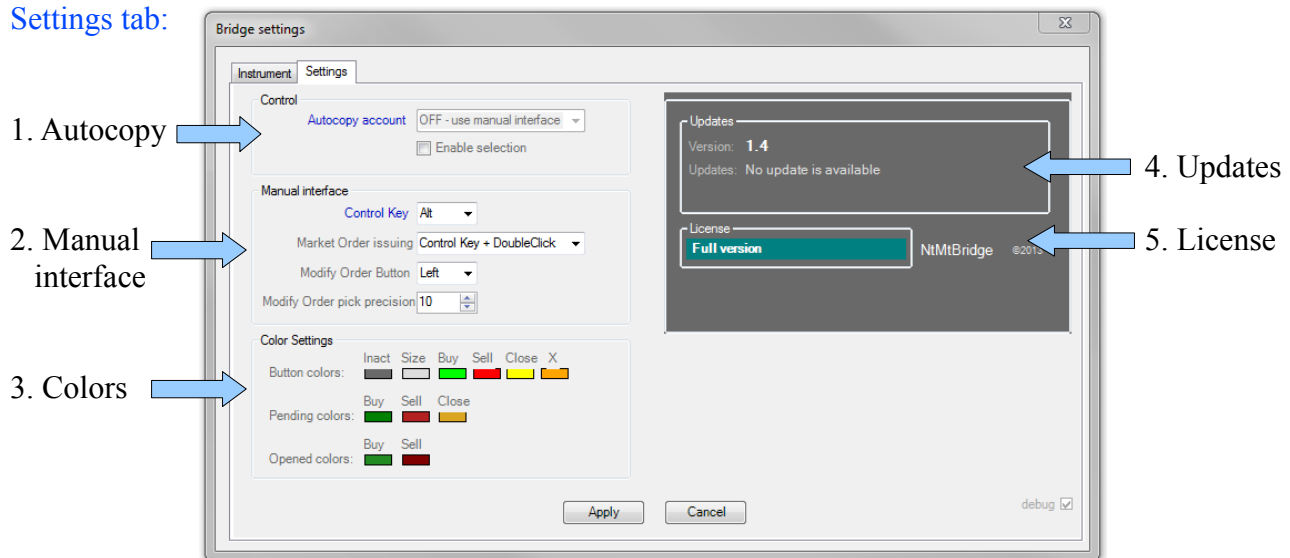 Settings tab:
Bridge settings
Instrument Settings
1. Autocopy
Control
Autocopy account OFF - use manual interface
Enable selection
2. Manual
interface
Manual interface
Control Key Alt
Market Order issuing Control Key + DoubleClick
Modify Order Button Left
Modify Order pick precision 10
3. Colors
Color Settings
Inact Size Buy Sell Close X
Button colors:
Buy Sell Close
Pending colors:
Buy Sell
Opened colors:
Updates
Version: 1.4
Updates: No update is available
4. Updates
License
Full version
NtMtBridge ©2013
5. License
Apply Cancel
debug